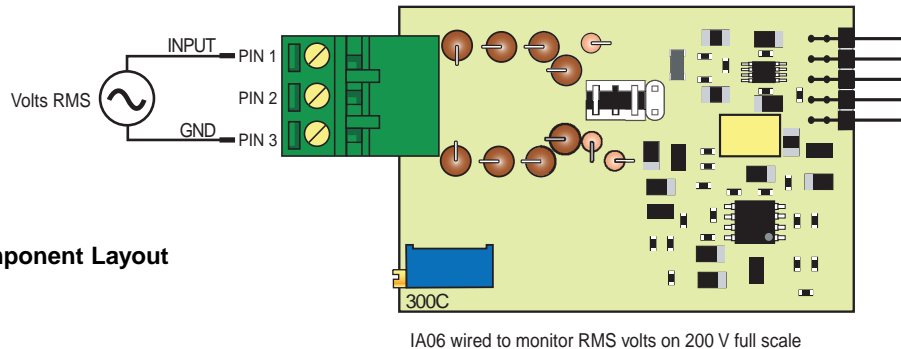 INPUT
PIN 1
Volts RMS
PIN 2
GND
PIN 3
Component Layout
300C
IA06 wired to monitor RMS volts on 200 V full scale